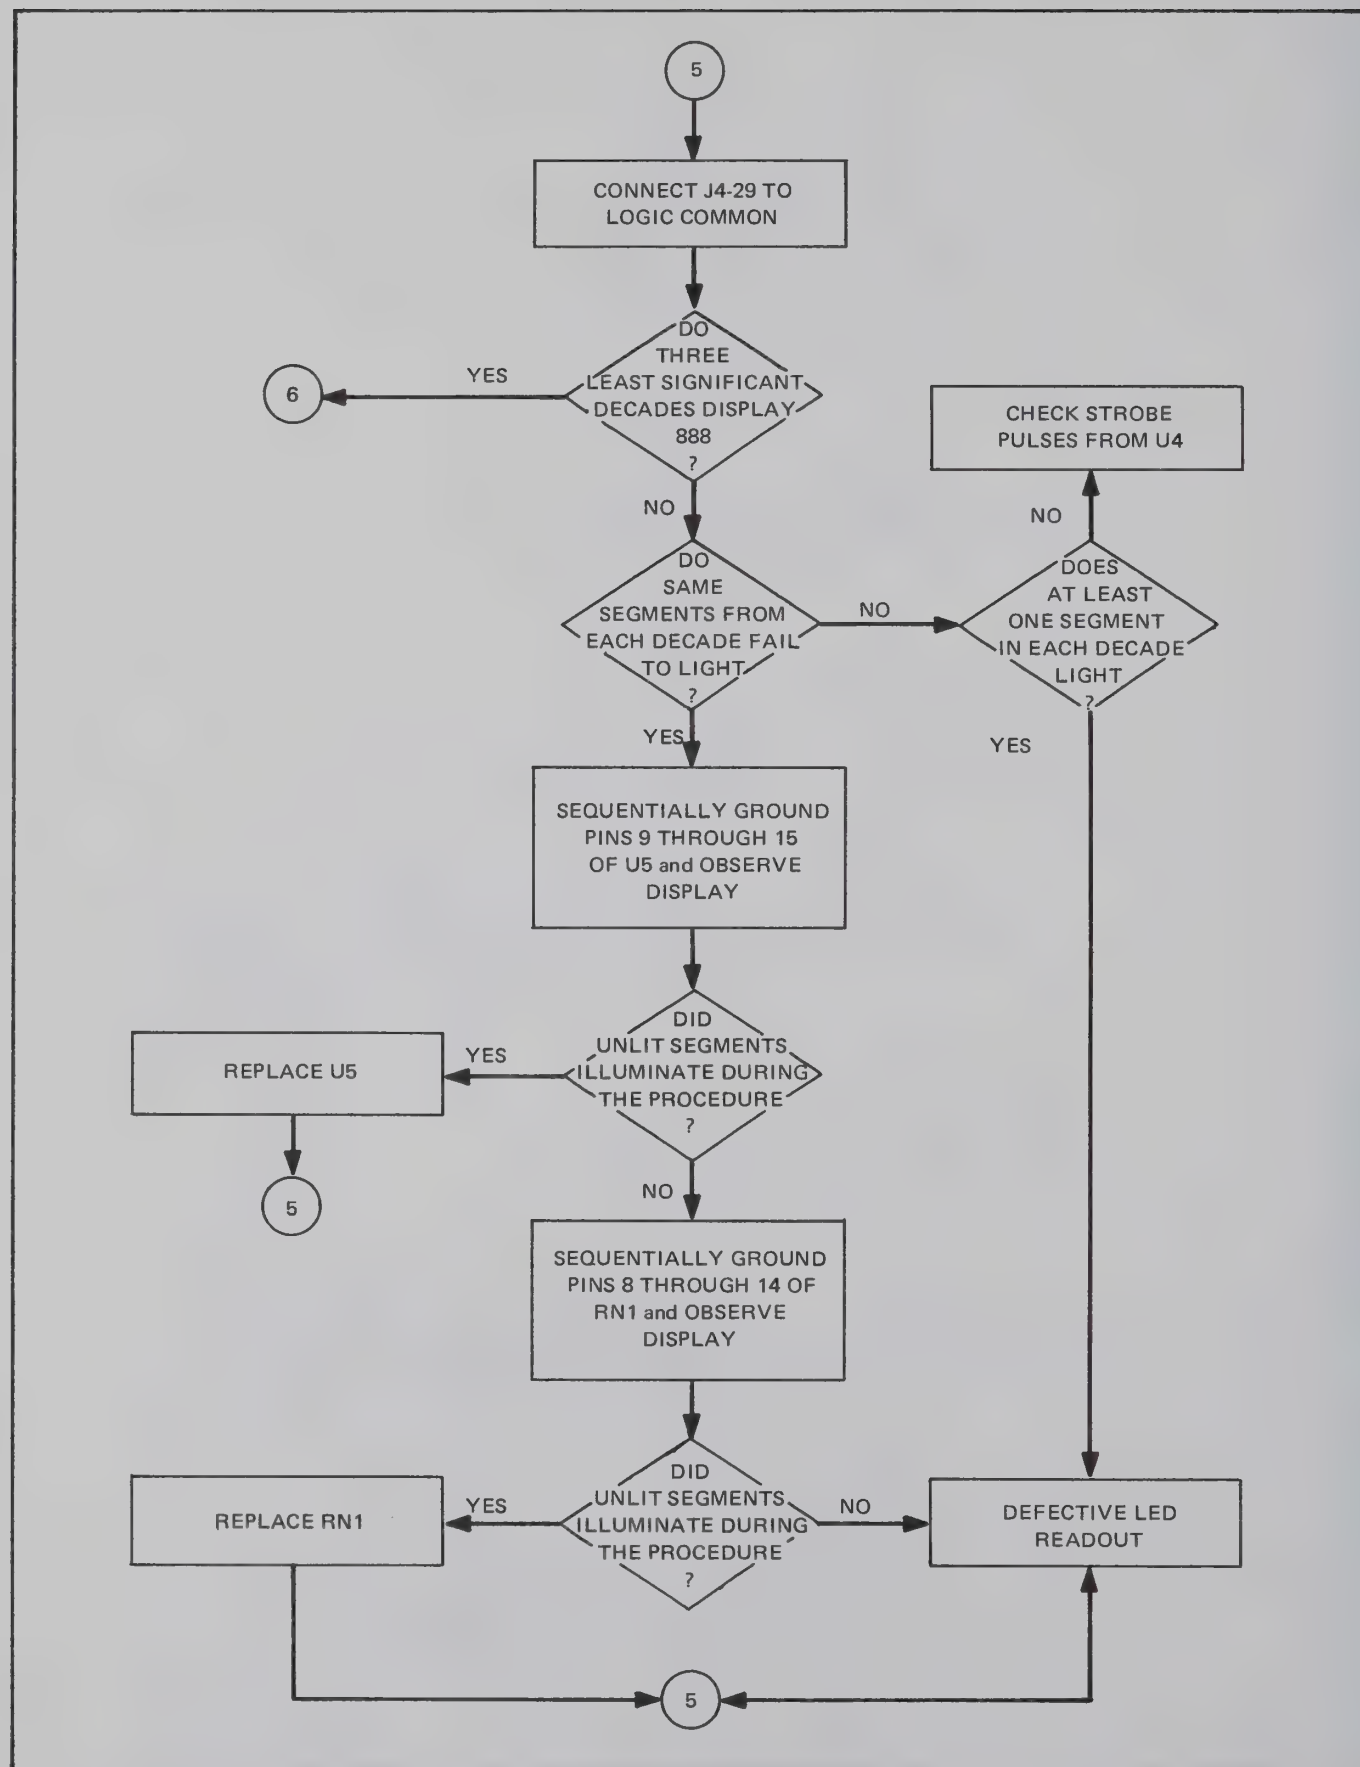 5
CONNECT J4-29 TO
LOGIC COMMON
DO
THREE
LEAST SIGNIFICANT
DECADES DISPLAY
888
?
YES
6
NO
DO
SAME
SEGMENTS FROM
EACH DECADE FAIL
TO LIGHT
?
NO
DOES
AT LEAST
ONE SEGMENT
IN EACH DECADE
LIGHT
?
NO
CHECK STROBE
PULSES FROM U4
YES
YES
SEQUENTIALLY GROUND
PINS 9 THROUGH 15
OF U5 and OBSERVE
DISPLAY
DID
UNLIT SEGMENTS
ILLUMINATE DURING
THE PROCEDURE
?
YES
REPLACE U5
5
NO
SEQUENTIALLY GROUND
PINS 8 THROUGH 14 OF
RN1 and OBSERVE
DISPLAY
DID
UNLIT SEGMENTS
ILLUMINATE DURING
THE PROCEDURE
?
YES
REPLACE RN1
NO
DEFECTIVE LED
READOUT
5